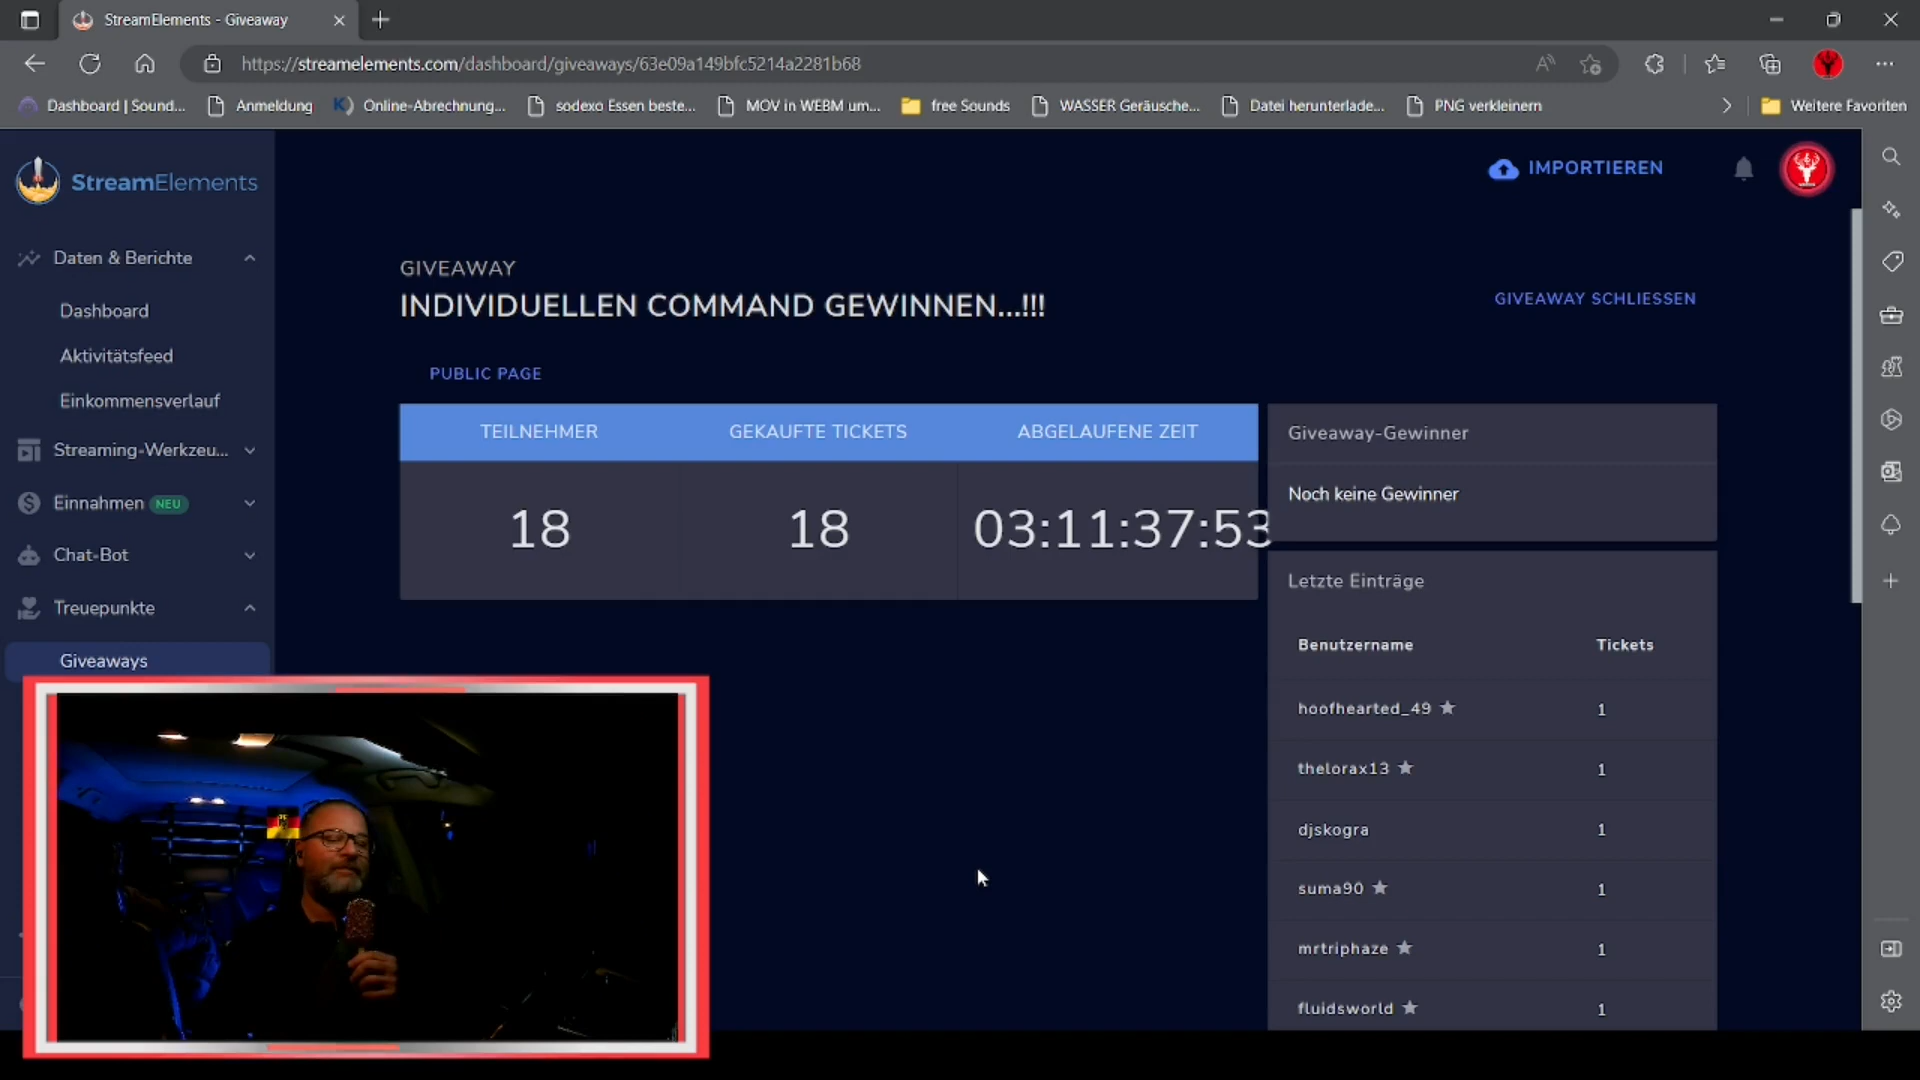 StreamElements - Giveaway
https://streamelements.com/dashboard/giveaways/63e09a149bfc5214a2281b68
Dashboard | Sound...
Anmeldung
Online-Abrechnung...
sodexo Essen beste...
MOV in WEBM um...
free Sounds
WASSER Geräusche...
Datei herunterlade...
PNG verkleinern
Weitere Favoriten
StreamElements
IMPORTIEREN
Daten & Berichte
Dashboard
Aktivitätsfeed
Einkommensverlauf
Streaming-Werkzeu...
Einnahmen NEU
Chat-Bot
Treuepunkte
Giveaways
GIVEAWAY
INDIVIDUELLEN COMMAND GEWINNEN...!!!
GIVEAWAY SCHLIESSEN
PUBLIC PAGE
TEILNEHMER GEKAUFTE TICKETS ABGELAUFENE ZEIT
18 18 03:11:37:53
Giveaway-Gewinner
Noch keine Gewinner
Letzte Einträge
Benutzername Tickets
hoofhearted_49 ★ 1
thelorax13 ★ 1
djskogra 1
suma90 ★ 1
mrtriphaze ★ 1
fluidsworld ★ 1